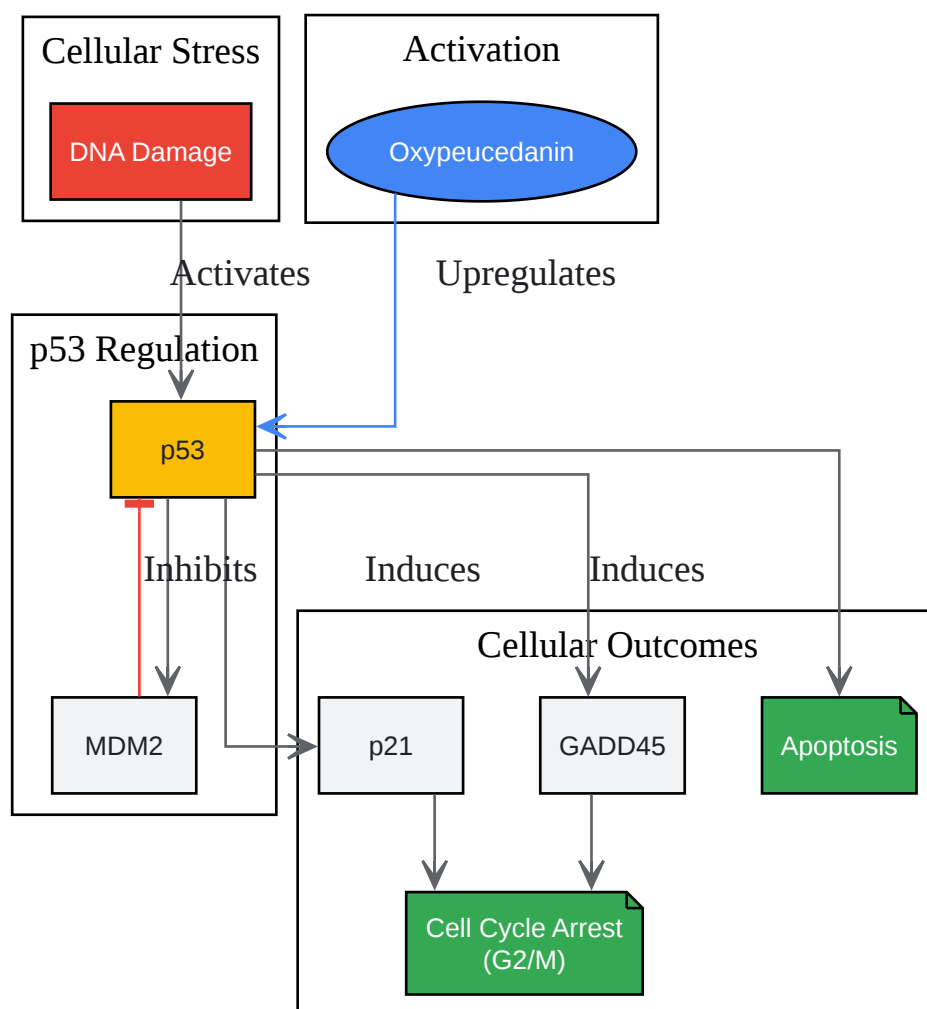 Cellular Stress
Activation
DNA Damage
Oxypeucedanin
Activates
Upregulates
p53 Regulation
p53
Inhibits
Induces
Induces
Cellular Outcomes
MDM2
p21
GADD45
Apoptosis
Cell Cycle Arrest
(G2/M)